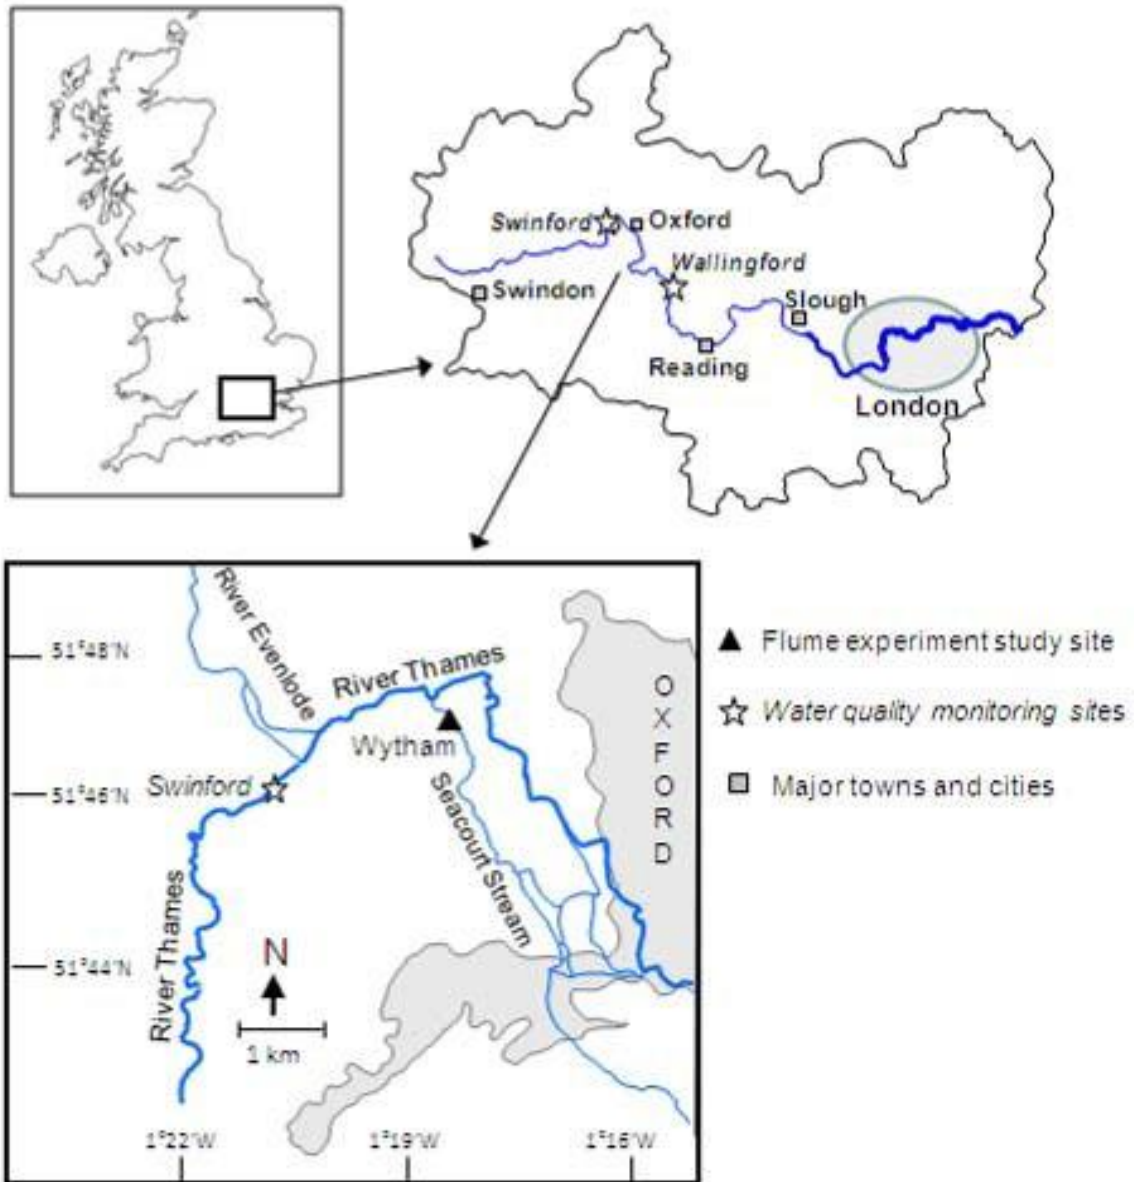 Swinford
Oxford
Wallingford
Swindon
Slough
Reading
London
River Evenlode
51°48'N
River Thames
OXFORD
Wytham
Swinford
51°46'N
Seacourt Stream
River Thames
51°44'N
N
1 km
1°22'W
1°19'W
1°16'W
Flume experiment study site
Water quality monitoring sites
Major towns and cities